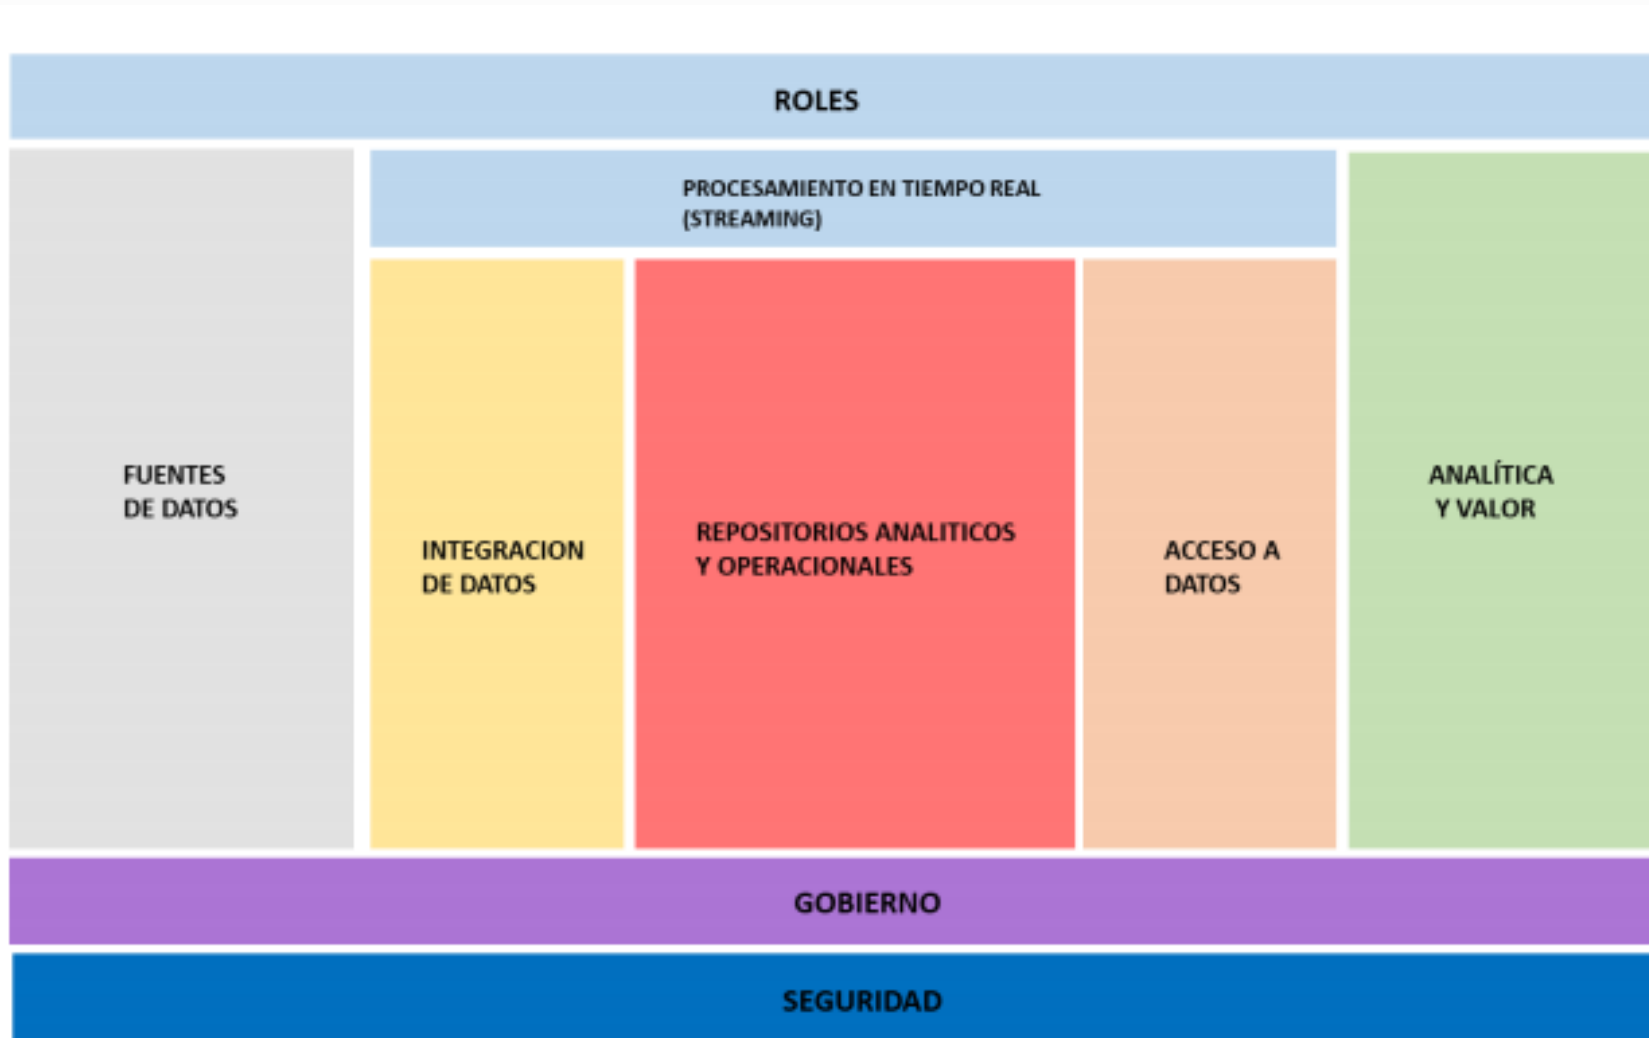 ROLES
PROCESAMIENTO EN TIEMPO REAL
(STREAMING)
FUENTES
DE DATOS
INTEGRACION
DE DATOS
REPOSITORIOS ANALITICOS
Y OPERACIONALES
ACCESO A
DATOS
ANALÍTICA
Y VALOR
GOBIERNO
SEGURIDAD